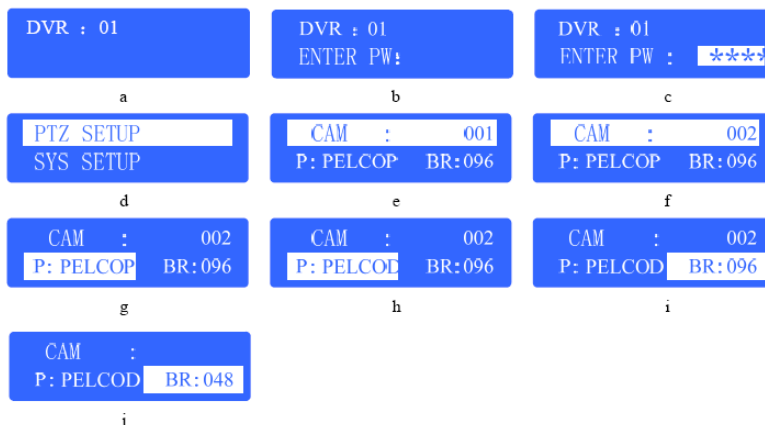 DVR : 01
DVR : 01
ENTER PW:
DVR : 01
ENTER PW : ****
a
b
c
PTZ SETUP
SYS SETUP
CAM : 001
P: PELCOP BR:096
CAM : 002
P: PELCOP BR:096
d
e
f
CAM : 002
P: PELCOP BR:096
CAM : 002
P: PELCOD BR:096
CAM : 002
P: PELCOD BR:096
g
h
i
CAM :
P: PELCOD BR:048
j